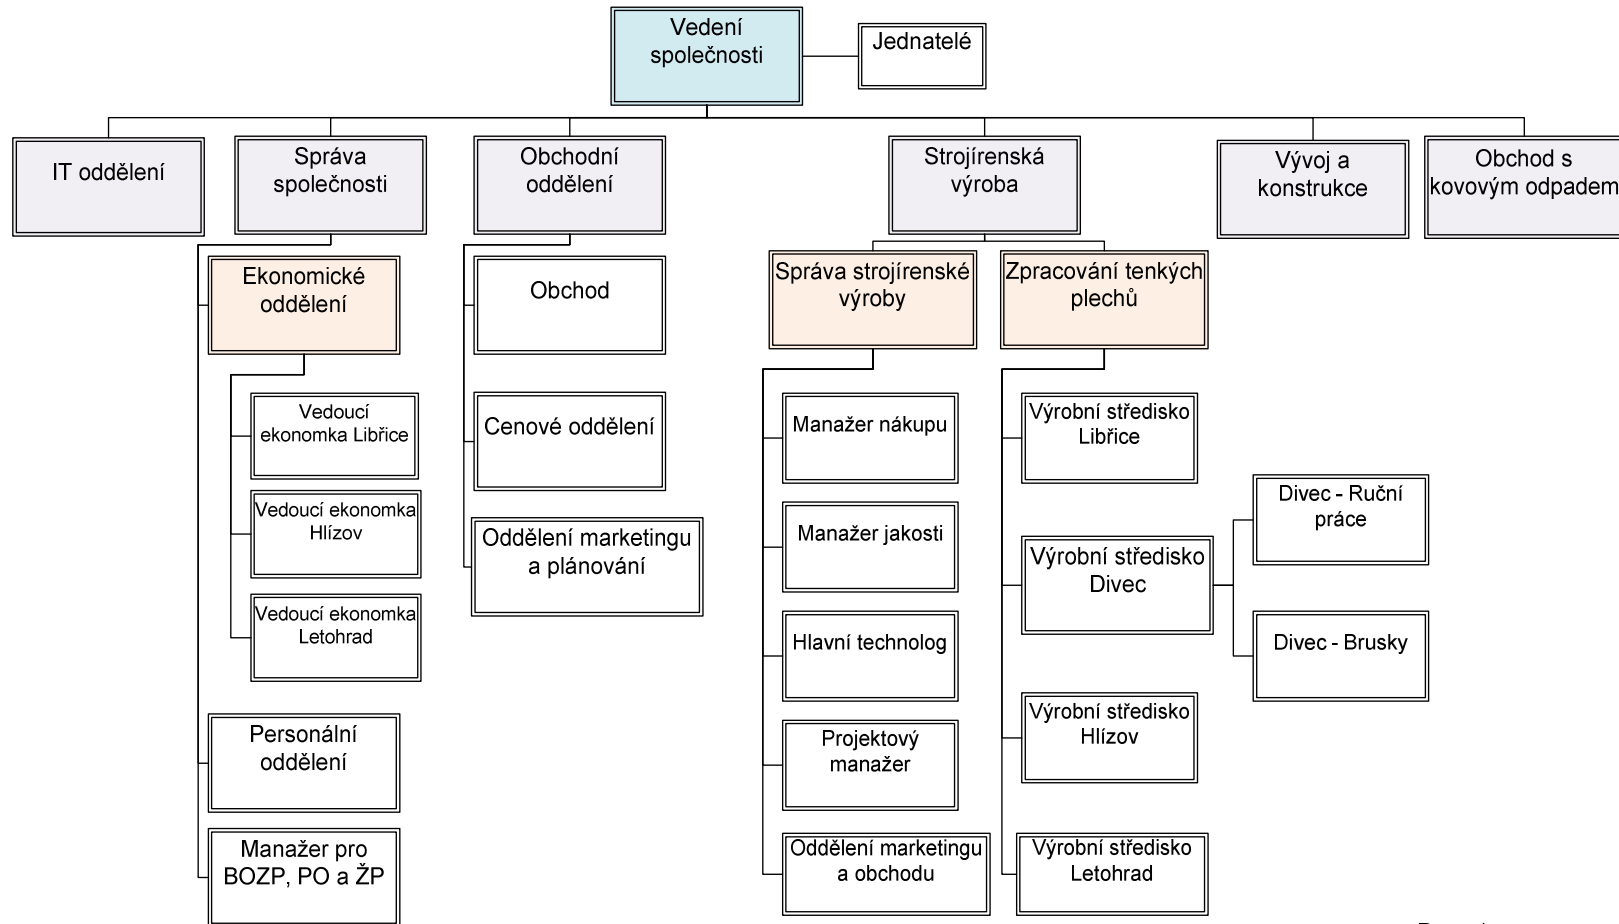 Vedení
společnosti
Jednatelé
IT oddělení
Správa
společnosti
Obchodní
oddělení
Strojírenská
výroba
Vývoj a
konstrukce
Obchod s
kovovým odpadem
Ekonomické
oddělení
Vedoucí
ekonomka Libřice
Vedoucí ekonomka
Hlízov
Vedoucí ekonomka
Letohrad
Personální
oddělení
Manažer pro
BOZP, PO a ŽP
Obchod
Cenové oddělení
Oddělení marketingu
a plánování
Správa strojírenské
výroby
Manažer nákupu
Manažer jakosti
Hlavní technolog
Projektový
manažer
Oddělení marketingu
a obchodu
Zpracování tenkých
plechů
Výrobní středisko
Libřice
Výrobní středisko
Divec
Divec - Ruční
práce
Divec - Brusky
Výrobní středisko
Hlízov
Výrobní středisko
Letohrad